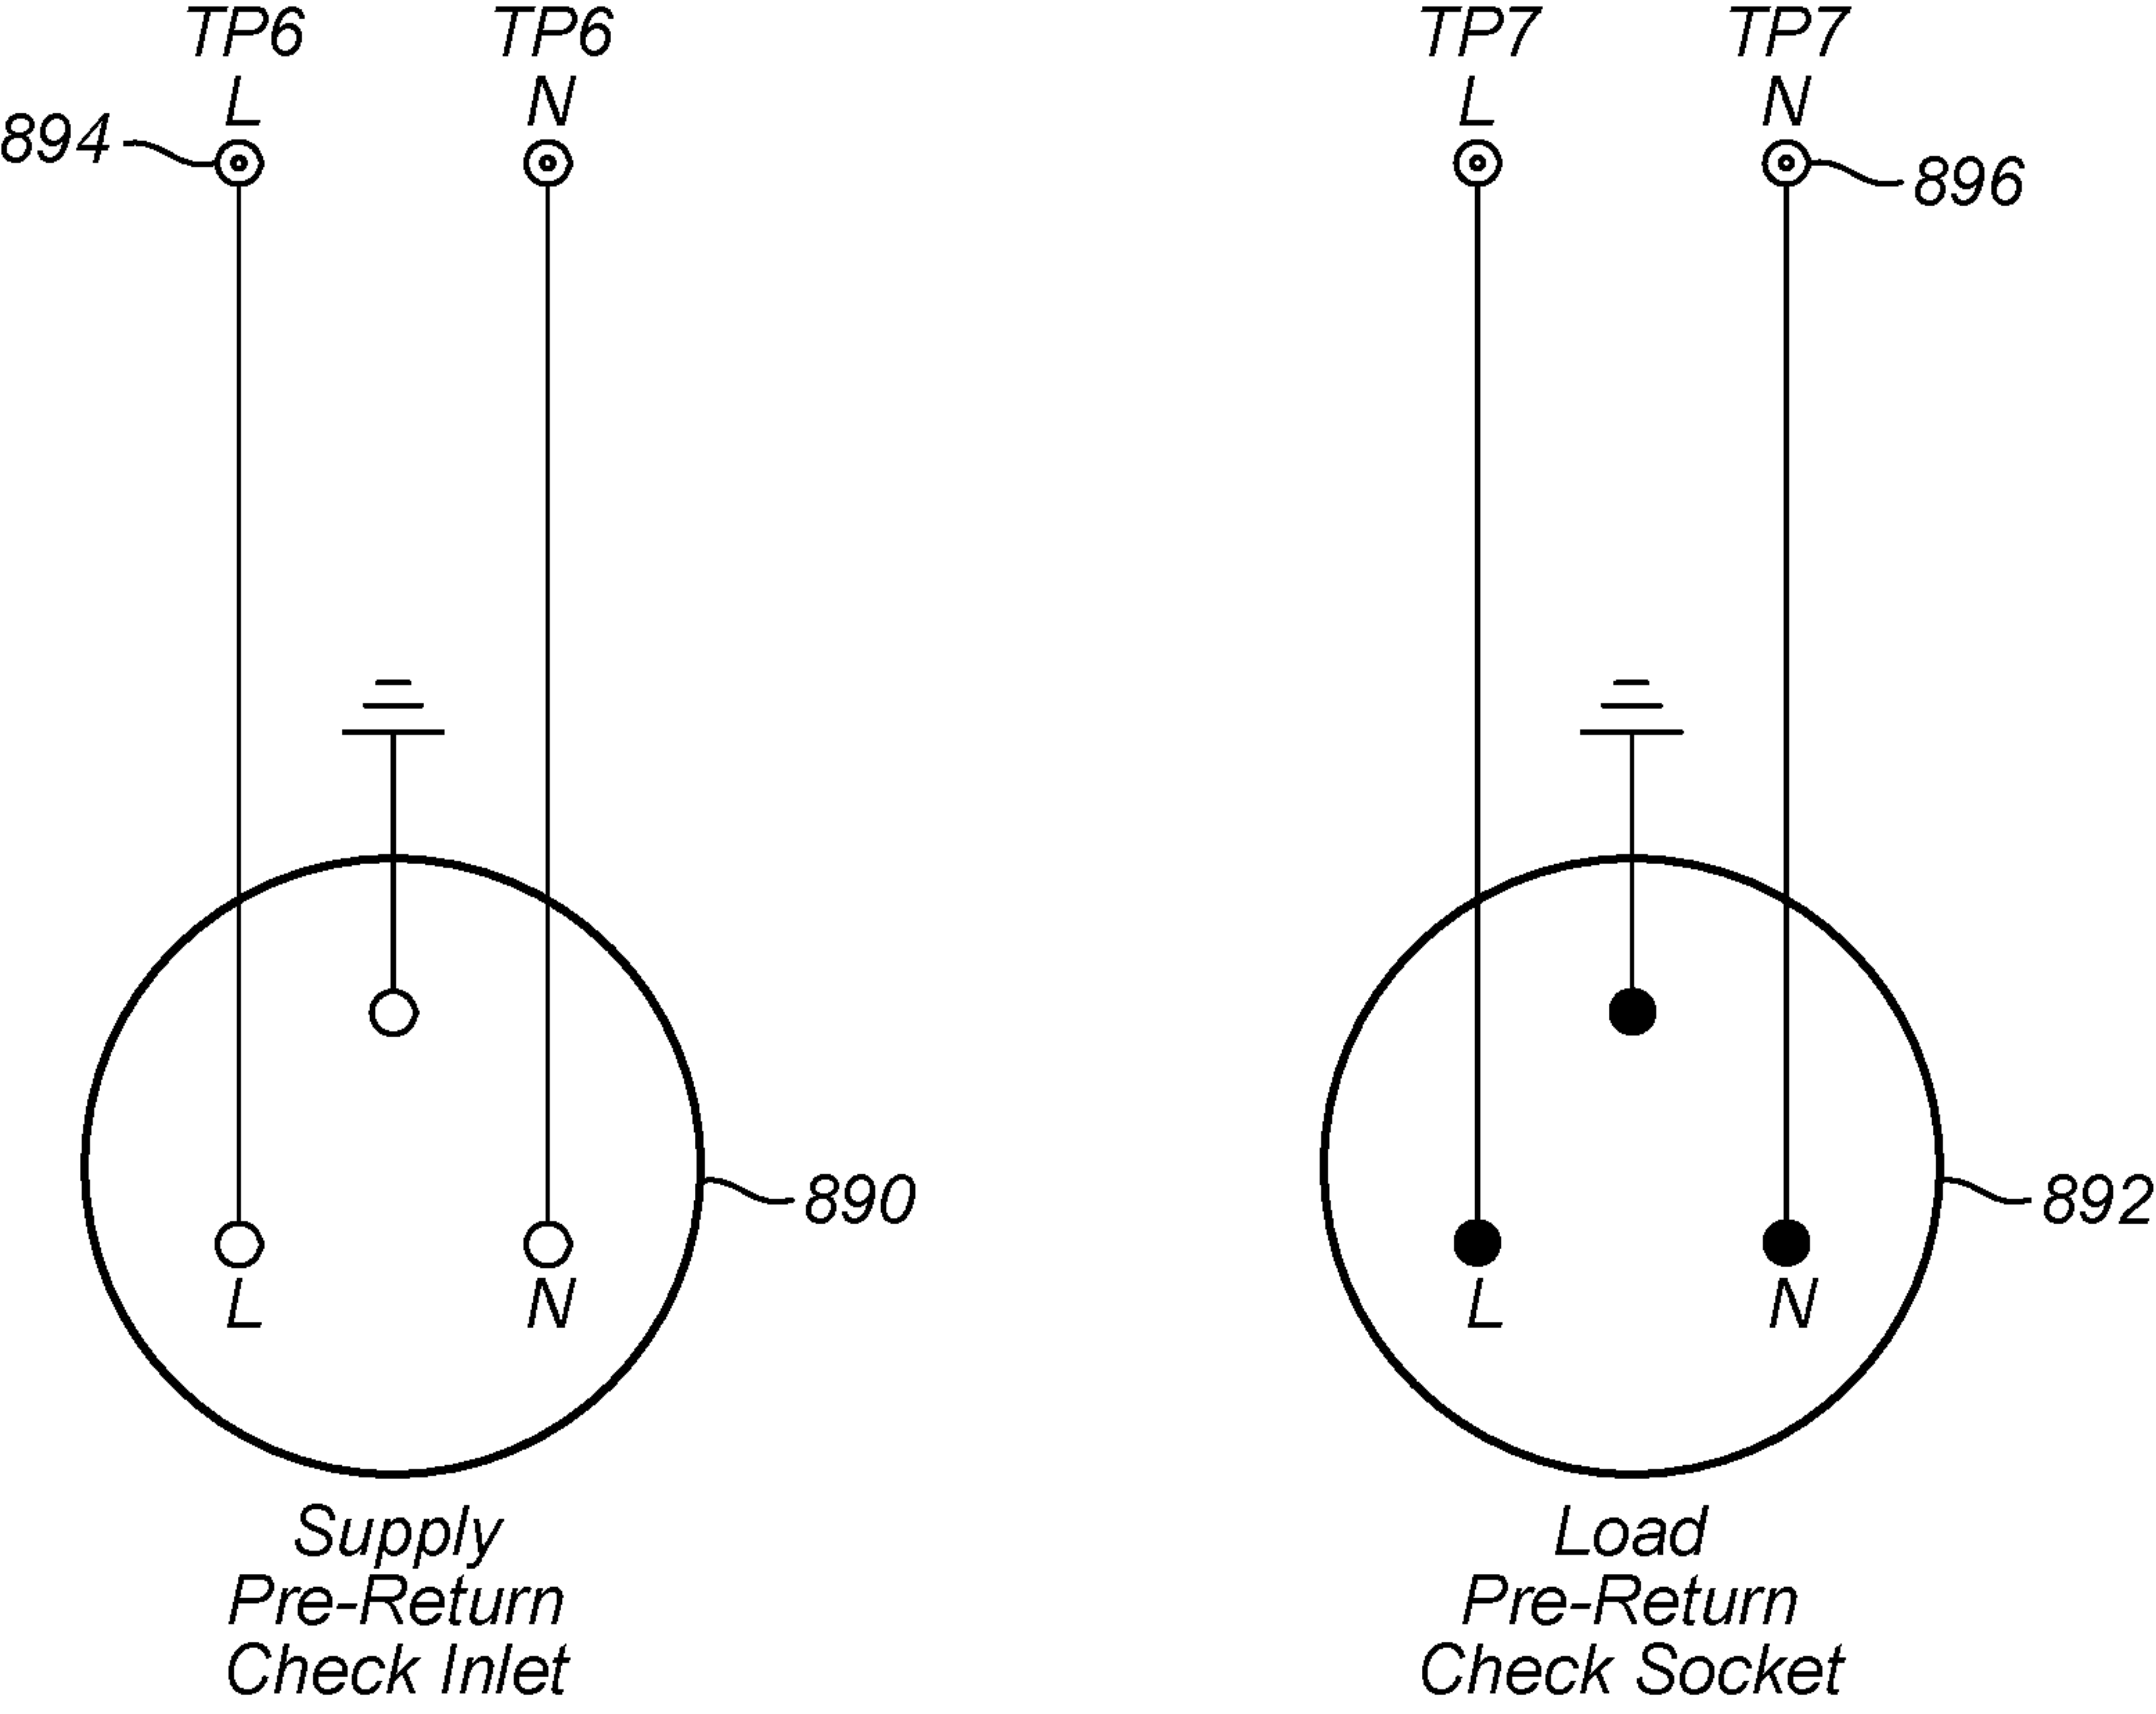 TP6 TP6 TP7 TP7
L N L N
894
896
890
892
L N L N
Supply
Pre-Return
Check Inlet
Load
Pre-Return
Check Socket